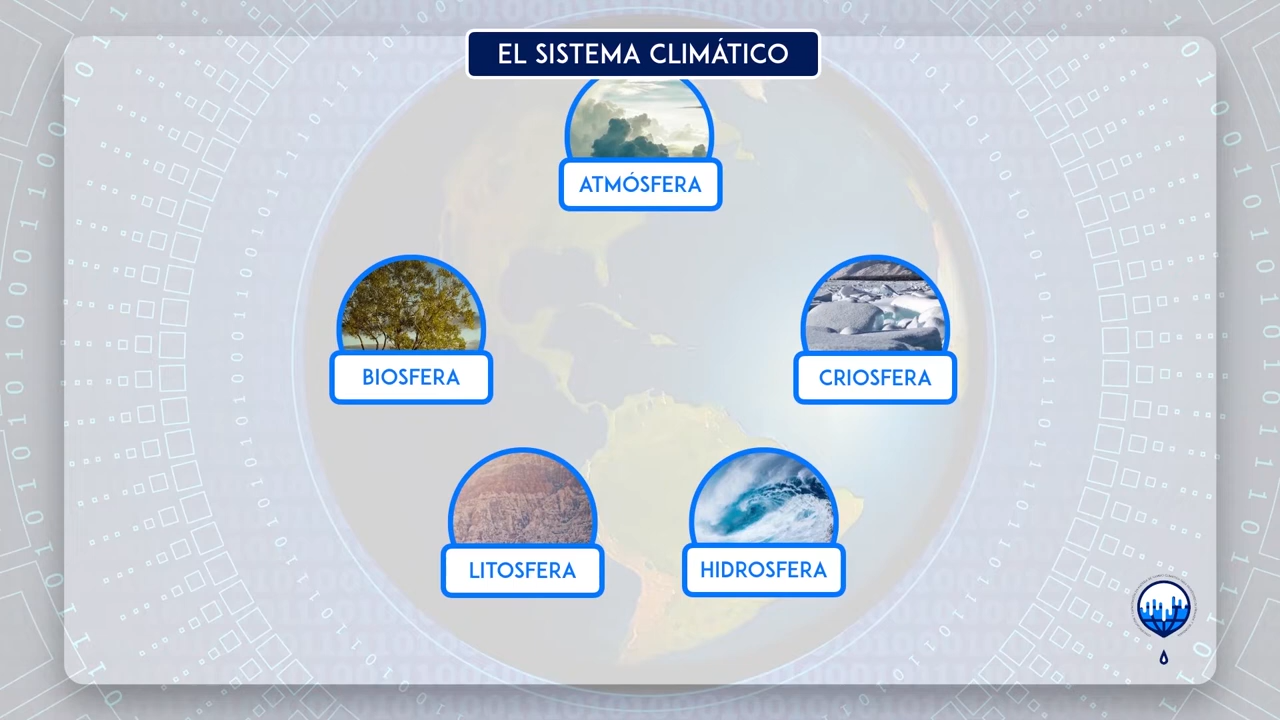 EL SISTEMA CLIMÁTICO
ATMÓSFERA
BIOSFERA
CRIOSFERA
LITOSFERA
HIDROSFERA